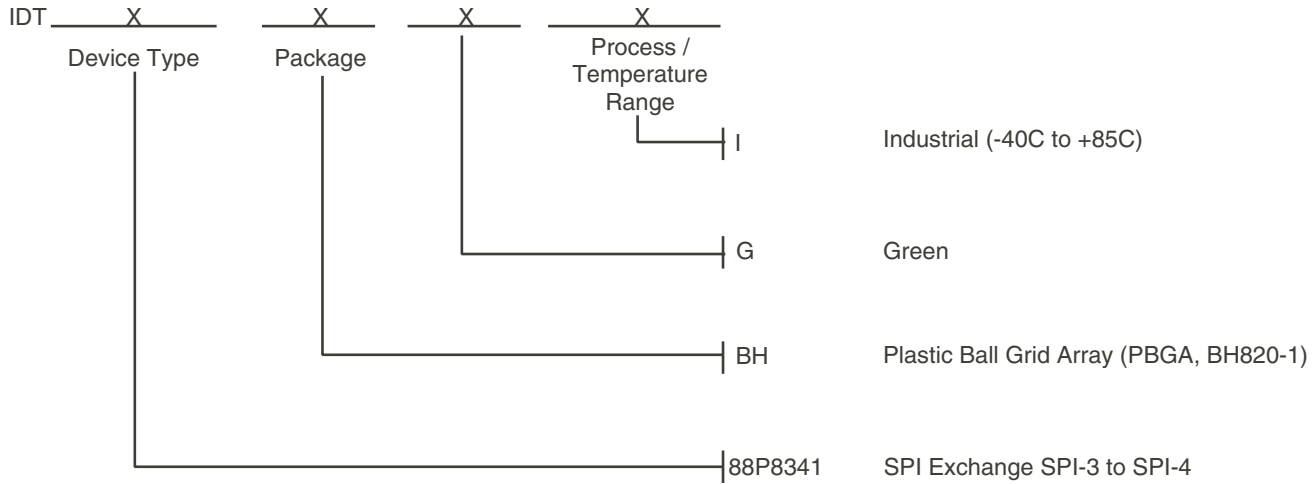 IDT X X X X
Device Type Package Process /
Temperature
Range
I Industrial (-40C to +85C)
G Green
BH Plastic Ball Grid Array (PBGA, BH820-1)
88P8341 SPI Exchange SPI-3 to SPI-4